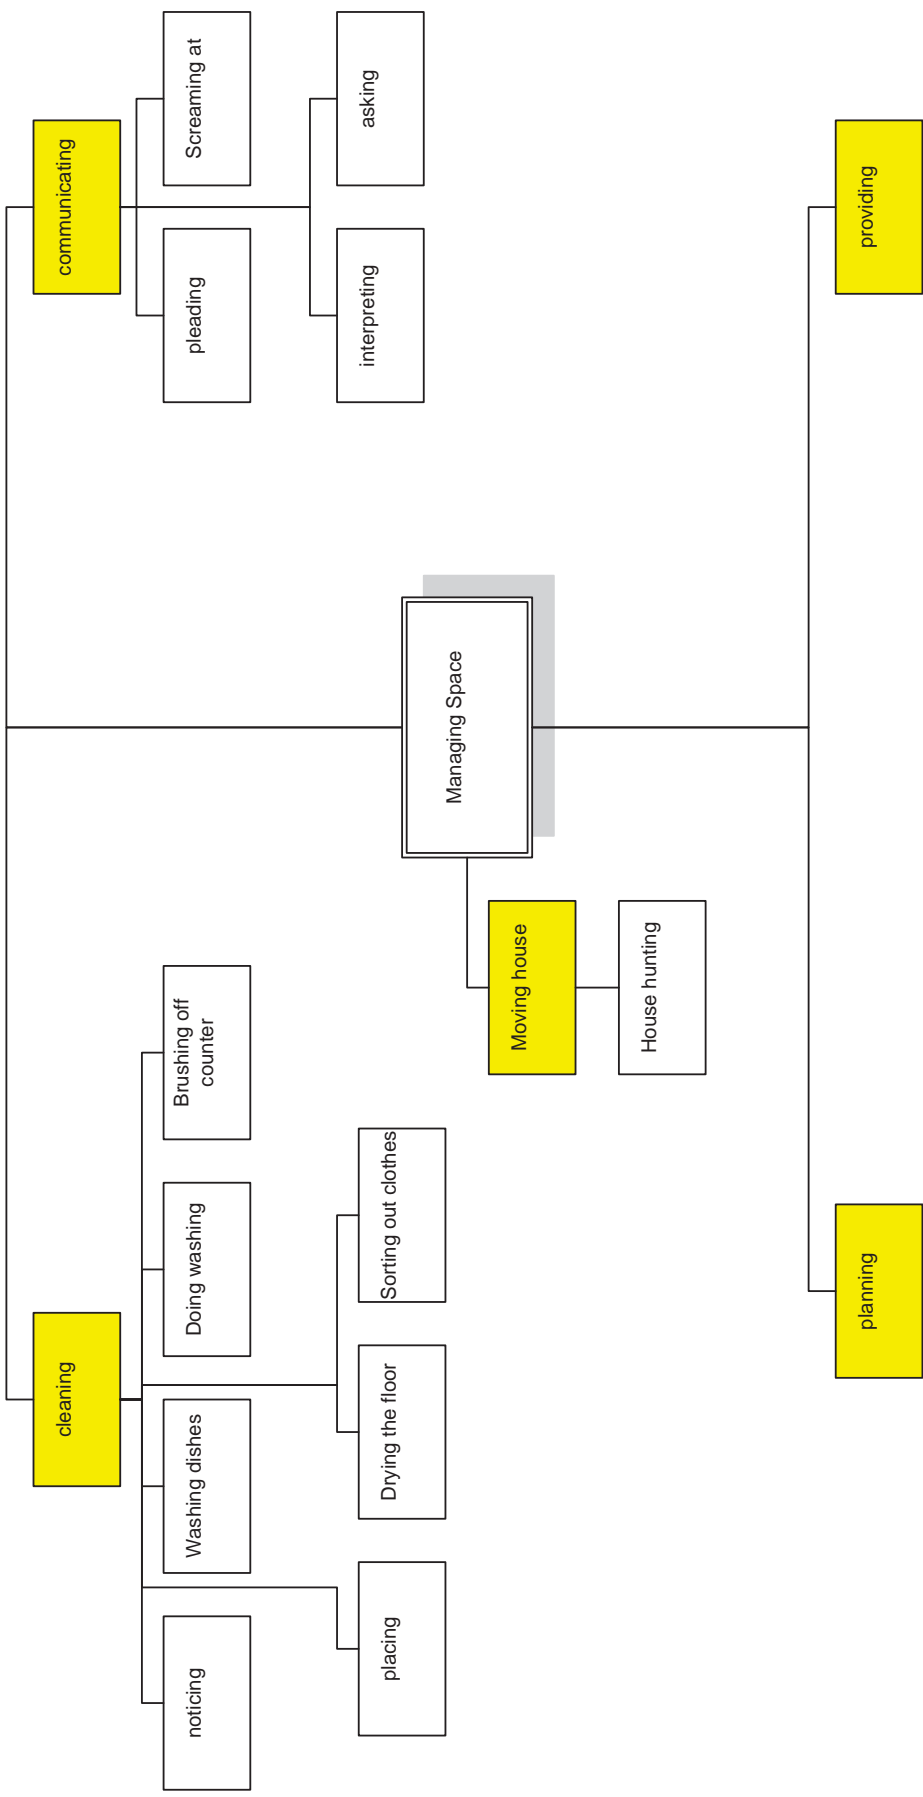 cleaning
communicating
noticing
Washing dishes
Doing washing
Brushing off
counter
pleading
Screaming at
placing
Drying the floor
Sorting out clothes
interpreting
asking
Managing Space
Moving house
House hunting
planning
providing